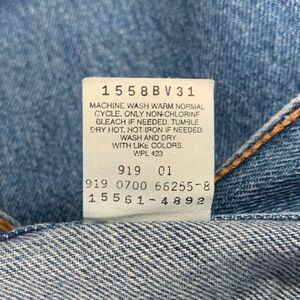 1558BV31
MACHINE WASH WARM NORMAL
CYCLE, ONLY NON-CHLORINE
BLEACH IF NEEDED. TUMBLE
DRY HOT, HOT IRON IF NEEDED.
WASH AND DRY
WITH LIKE COLORS.
WPL 423
919 01
919 0700 66255-8
15561-4892